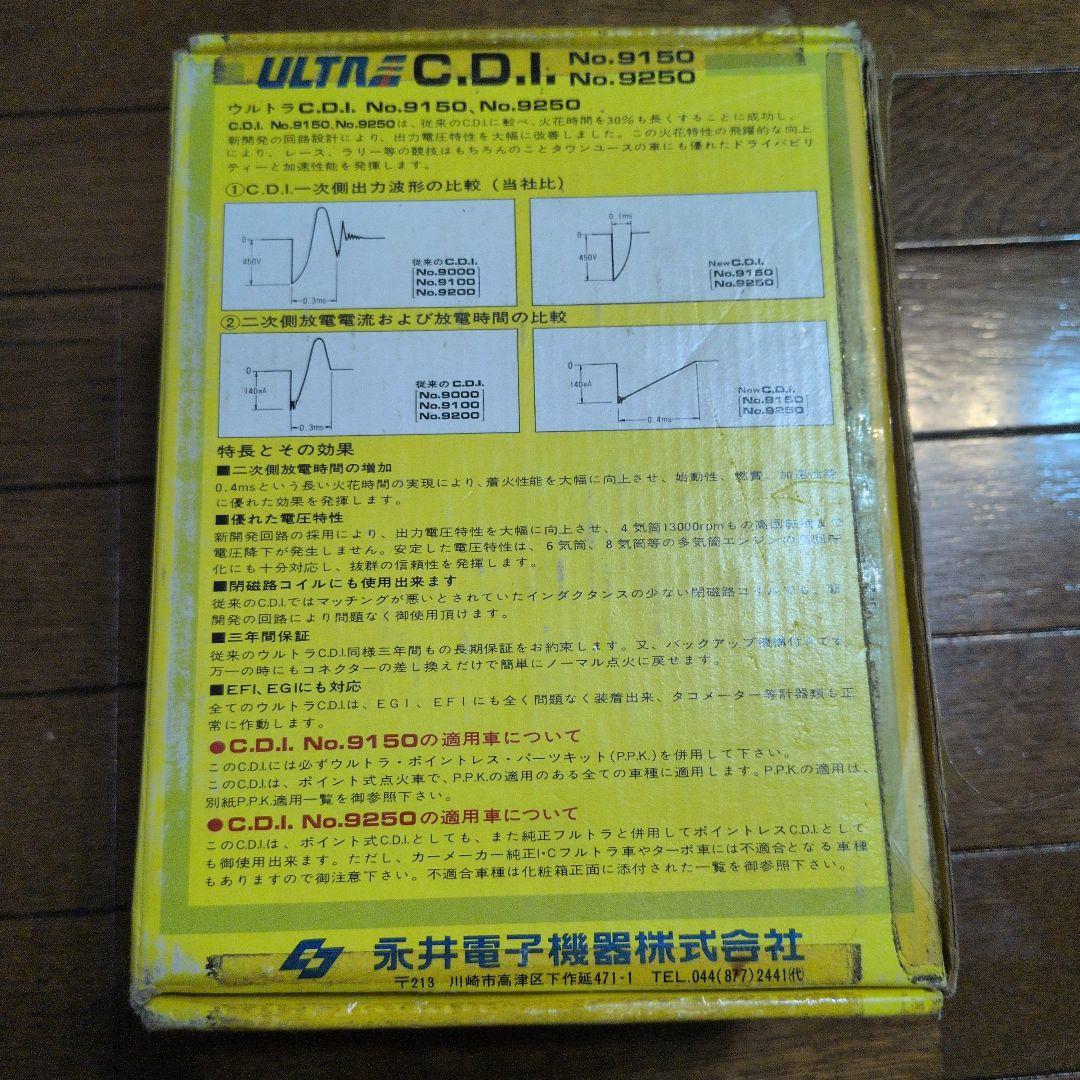 ULTRA C.D.I. No.9150
No.9250
ウルトラC.D.I. No.9150、No.9250
C.D.I. No.9150、No.9250は、従来のC.D.I.に較べ、火花時間を30%も長くすることに成功し、
新開発の回路設計により、出力電圧特性を大幅に改善しました。この火花特性の飛躍的な向上
により、レース、ラリー等の競技はもちろんのことタウンユースの車にも優れたドライバビリ
ティーと加速性能を発揮します。
①C.D.I.一次側出力波形の比較(当社比)
0
450V
0.3ms
従来のC.D.I.
No.9000
No.9100
No.9200
0.1ms
0
450V
New C.D.I.
No.9150
No.9250
②二次側放電電流および放電時間の比較
0
140mA
0.3ms
従来のC.D.I.
No.9000
No.9100
No.9200
0
140mA
0.4ms
New C.D.I.
No.9150
No.9250
特長とその効果
■二次側放電時間の増加
0.4msという長い火花時間の実現により、着火性能を大幅に向上させ、始動性、燃費、加速性等
に優れた効果を発揮します。
■優れた電圧特性
新開発回路の採用により、出力電圧特性を大幅に向上させ、4気筒13000rpmもの高回転域まで
電圧降下が発生しません。安定した電圧特性は、6気筒、8気筒等の多気筒エンジンの
化にも十分対応し、抜群の信頼性を発揮します。
■閉磁路コイルにも使用出来ます
従来のC.D.I.ではマッチングが悪いとされていたインダクタンスの少ない閉磁路コイルでも、新
開発の回路により問題なく御使用頂けます。
■三年間保証
従来のウルトラC.D.I.同様三年間もの長期保証をお約束します。又、バックアップ機構付きです。
万一の時にもコネクターの差し換えだけで簡単にノーマル点火に戻せます。
■EFI、EGIにも対応
全てのウルトラC.D.I.は、EGI、EFIにも全く問題なく装着出来、タコメーター等計器類も正
常に作動します。
●C.D.I. No.9150の適用車について
このC.D.I.には必ずウルトラ・ポイントレス・パーツキット(P.P.K.)を併用して下さい。
このC.D.I.は、ポイント式点火車で、P.P.K.の適用のある全ての車種に適用します。P.P.K.の適用は、
別紙P.P.K.適用一覧を御参照下さい。
●C.D.I. No.9250の適用車について
このC.D.I.は、ポイント式C.D.I.としても、また純正フルトラと併用してポイントレスC.D.I.として
も御使用出来ます。ただし、カーメーカー純正I・Cフルトラ車やターボ車には不適合となる車種
もありますので御注意下さい。不適合車種は化粧箱正面に添付された一覧を御参照下さい。
永井電子機器株式会社
〒213 川崎市高津区下作延471-1 TEL.044(877)2441(代)